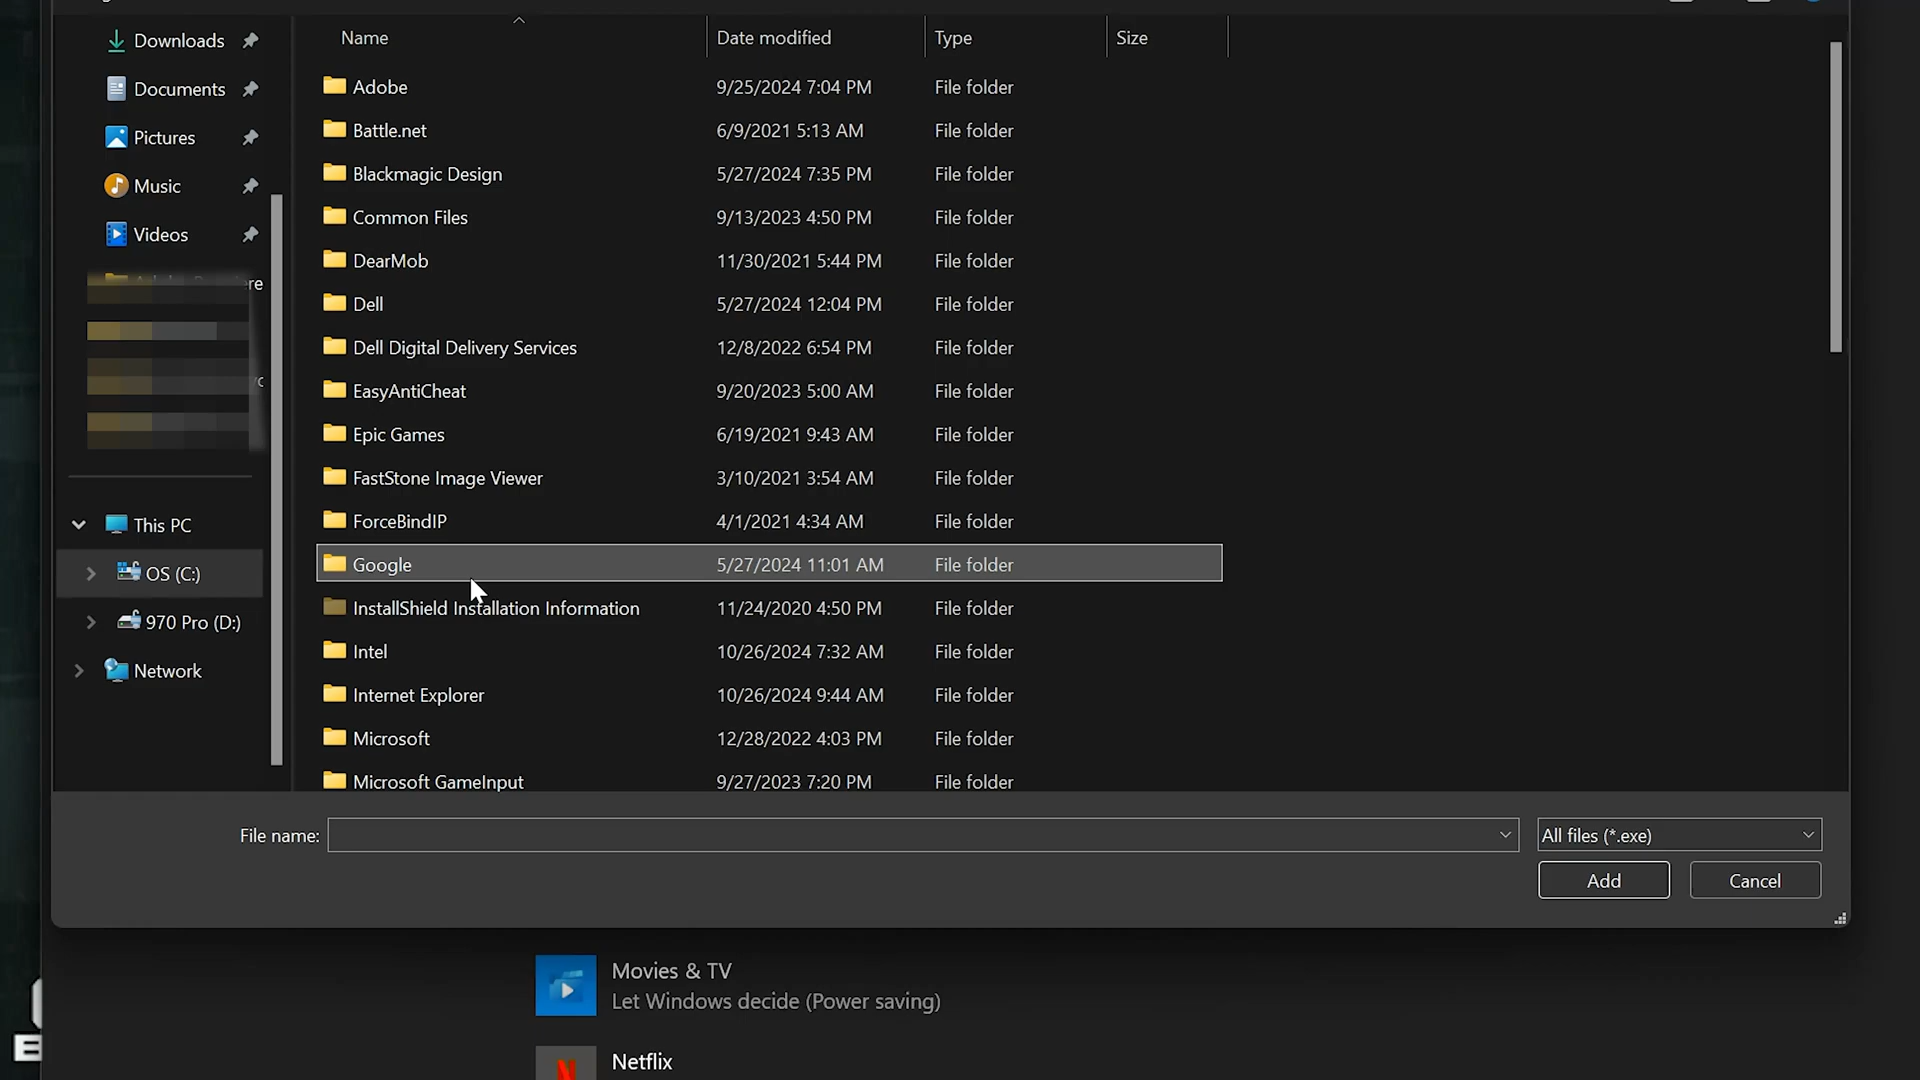 Name Date modified Type Size
Downloads
Documents
Pictures
Music
Videos
re
This PC
OS (C:)
970 Pro (D:)
Network
Adobe 9/25/2024 7:04 PM File folder
Battle.net 6/9/2021 5:13 AM File folder
Blackmagic Design 5/27/2024 7:35 PM File folder
Common Files 9/13/2023 4:50 PM File folder
DearMob 11/30/2021 5:44 PM File folder
Dell 5/27/2024 12:04 PM File folder
Dell Digital Delivery Services 12/8/2022 6:54 PM File folder
EasyAntiCheat 9/20/2023 5:00 AM File folder
Epic Games 6/19/2021 9:43 AM File folder
FastStone Image Viewer 3/10/2021 3:54 AM File folder
ForceBindIP 4/1/2021 4:34 AM File folder
Google 5/27/2024 11:01 AM File folder
InstallShield Installation Information 11/24/2020 4:50 PM File folder
Intel 10/26/2024 7:32 AM File folder
Internet Explorer 10/26/2024 9:44 AM File folder
Microsoft 12/28/2022 4:03 PM File folder
Microsoft GameInput 9/27/2023 7:20 PM File folder
File name: All files (*.exe)
Add Cancel
Movies & TV
Let Windows decide (Power saving)
Netflix